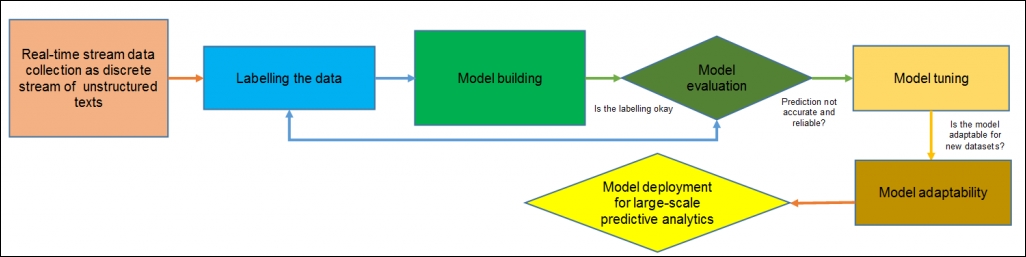 Real-time stream data
collection as discrete
stream of unstructured
texts
Labelling the data
Model building
Is the labelling okay
Model
evaluation
Prediction not
accurate and
reliable?
Model tuning
Is the model
adaptable for
new datasets?
Model adaptability
Model deployment
for large-scale
predictive analytics